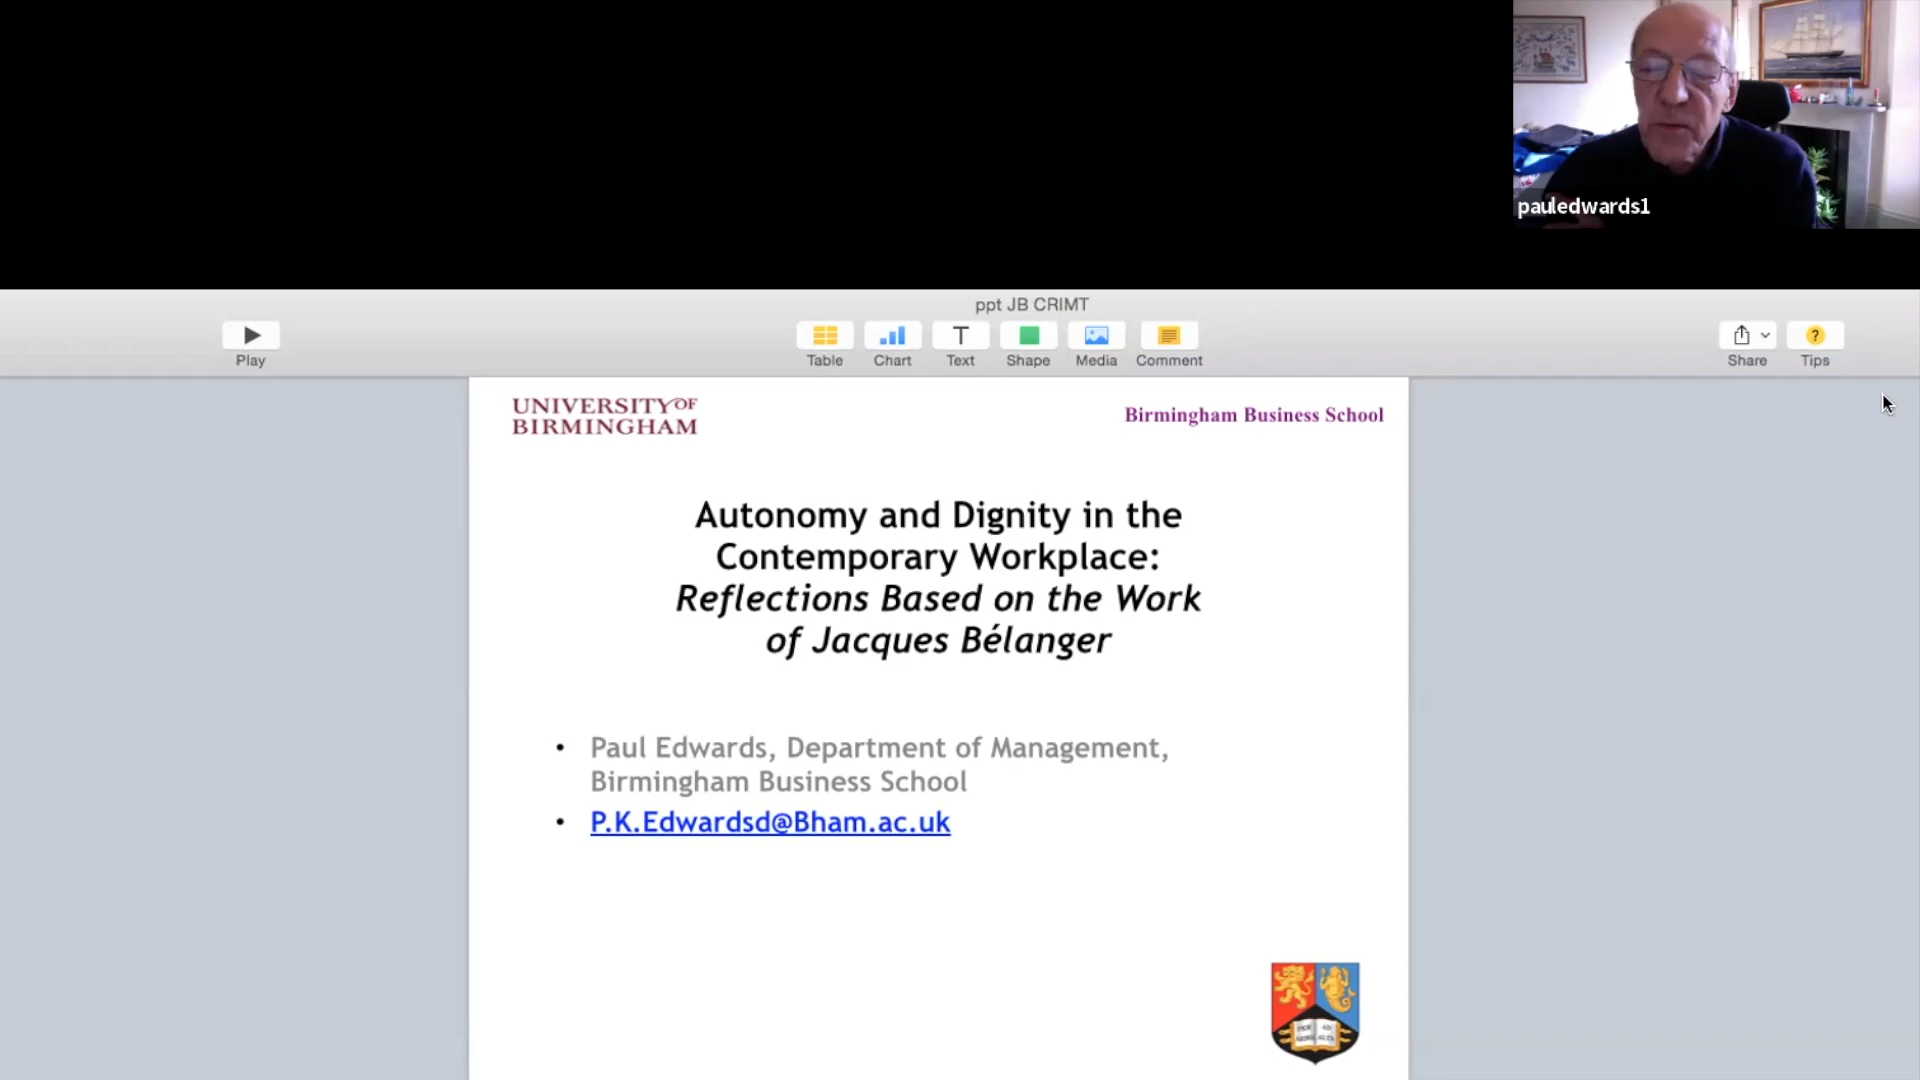 pauledwards1
ppt JB CRIMT
Play
Table
Chart
Text
Shape
Media
Comment
Share
Tips
UNIVERSITY OF
BIRMINGHAM
Birmingham Business School
Autonomy and Dignity in the
Contemporary Workplace:
Reflections Based on the Work
of Jacques Bélanger
• Paul Edwards, Department of Management,
Birmingham Business School
• P.K.Edwardsd@Bham.ac.uk